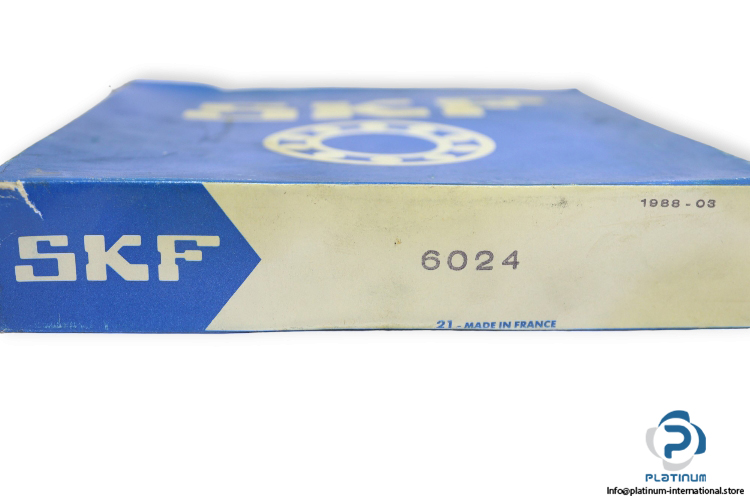 SKF
1988-03
SKF
6024
21 - MADE IN FRANCE
PLATINUM
Info@platinum-international.store